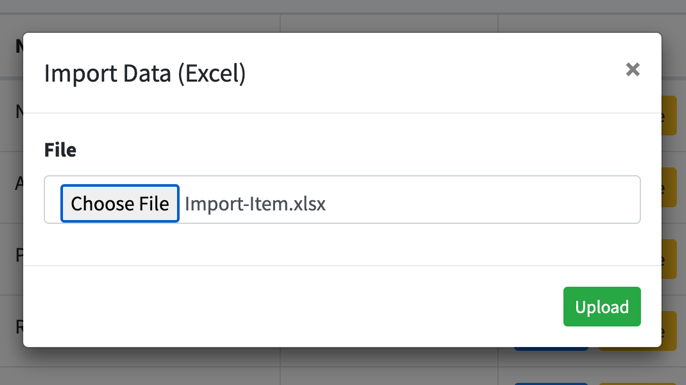 Import Data (Excel)
×
File
Choose File Import-Item.xlsx
Upload